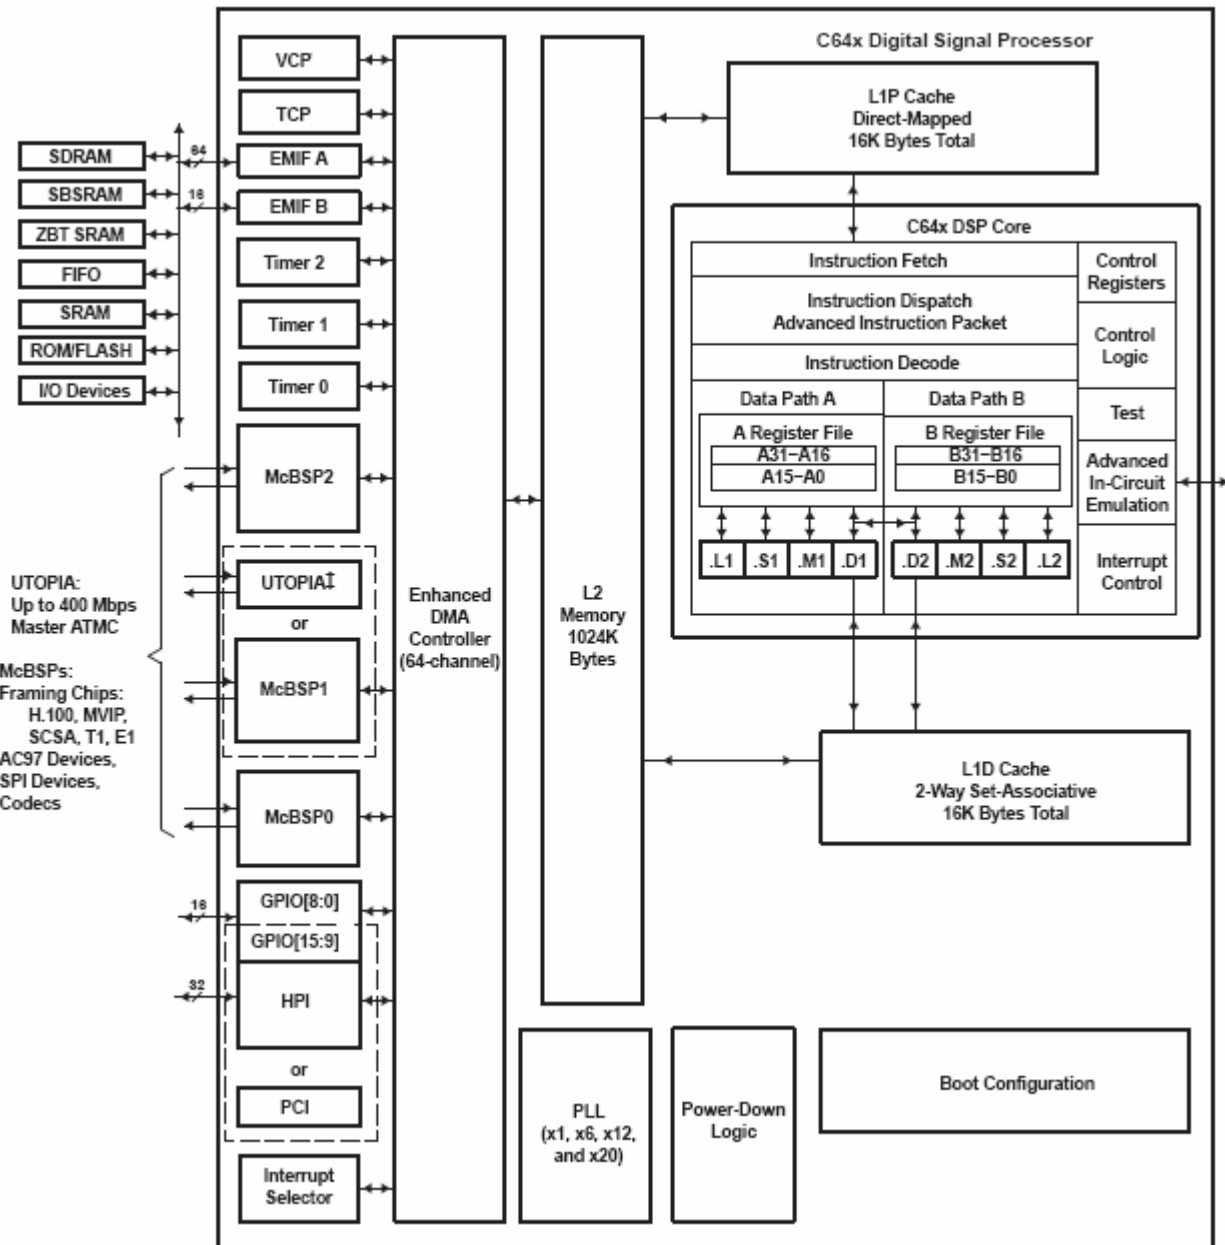 C64x Digital Signal Processor
VCP
TCP
EMIF A
EMIF B
Timer 2
Timer 1
Timer 0
McBSP2
UTOPIA‡
or
McBSP1
McBSP0
GPIO[8:0]
GPIO[15:9]
HPI
or
PCI
Interrupt
Selector
64
16
16
32
SDRAM
SBSRAM
ZBT SRAM
FIFO
SRAM
ROM/FLASH
I/O Devices
UTOPIA:
Up to 400 Mbps
Master ATMC
McBSPs:
Framing Chips:
H.100, MVIP,
SCSA, T1, E1
AC97 Devices,
SPI Devices,
Codecs
Enhanced
DMA
Controller
(64-channel)
L2
Memory
1024K
Bytes
L1P Cache
Direct-Mapped
16K Bytes Total
C64x DSP Core
Instruction Fetch
Instruction Dispatch
Advanced Instruction Packet
Instruction Decode
Data Path A
Data Path B
A Register File
A31−A16
A15−A0
B Register File
B31−B16
B15−B0
.L1 .S1 .M1 .D1
.D2 .M2 .S2 .L2
Control
Registers
Control
Logic
Test
Advanced
In-Circuit
Emulation
Interrupt
Control
L1D Cache
2-Way Set-Associative
16K Bytes Total
PLL
(x1, x6, x12,
and x20)
Power-Down
Logic
Boot Configuration